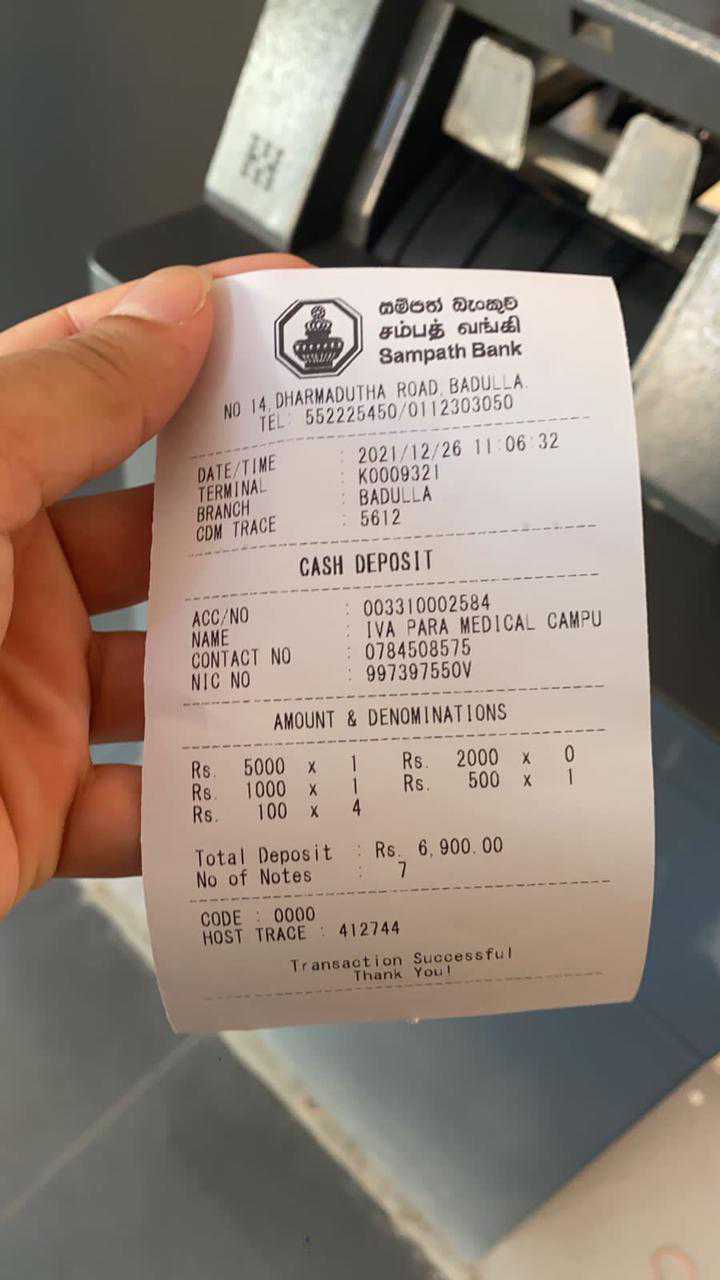 සම්පත් බැංකුව
சம்பத் வங்கி
Sampath Bank
NO 14, DHARMADUTHA ROAD, BADULLA.
TEL: 552225450/0112303050
DATE/TIME : 2021/12/26 11:06:32
TERMINAL : K0009321
BRANCH : BADULLA
CDM TRACE : 5612
CASH DEPOSIT
ACC/NO : 003310002584
NAME : IVA PARA MEDICAL CAMPU
CONTACT NO : 0784508575
NIC NO : 997397550V
AMOUNT & DENOMINATIONS
Rs. 5000 x 1 Rs. 2000 x 0
Rs. 1000 x 1 Rs. 500 x 1
Rs. 100 x 4
Total Deposit : Rs. 6,900.00
No of Notes : 7
CODE : 0000
HOST TRACE : 412744
Transaction Successful
Thank You!